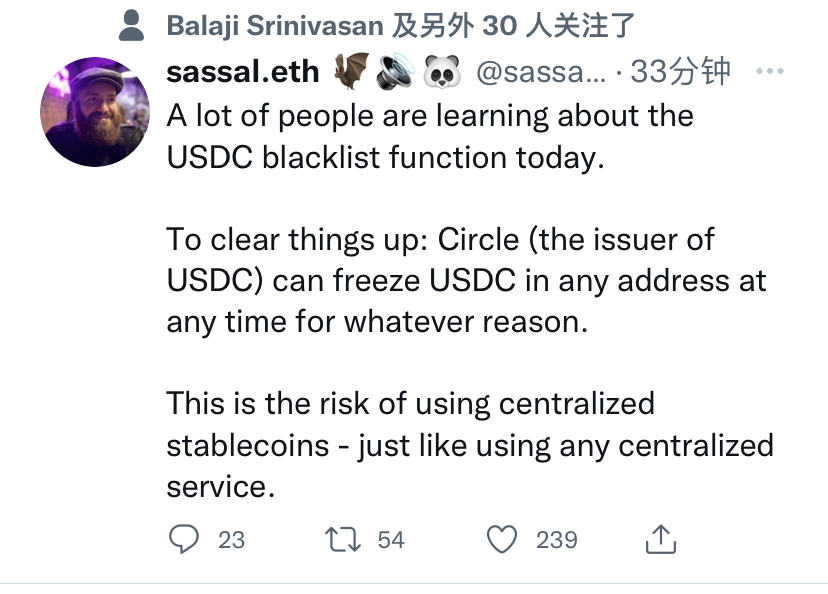 Balaji Srinivasan 及另外 30 人关注了
sassal.eth 🦇🔊🐼 @sassa... · 33分钟
A lot of people are learning about the
USDC blacklist function today.
To clear things up: Circle (the issuer of
USDC) can freeze USDC in any address at
any time for whatever reason.
This is the risk of using centralized
stablecoins - just like using any centralized
service.
23 54 239